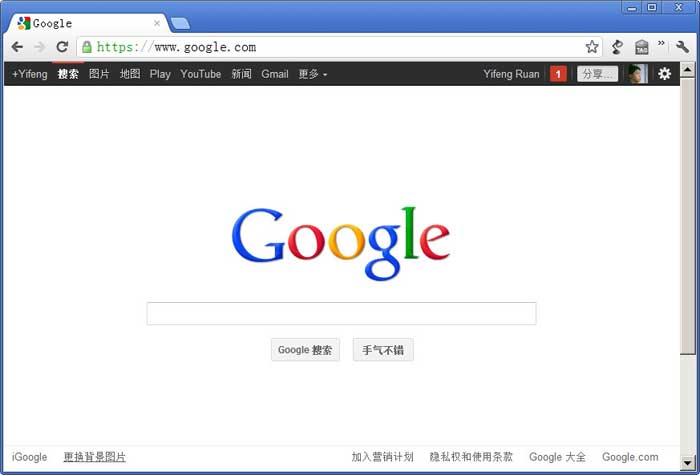 Google
https://www.google.com
+Yifeng 搜索 图片 地图 Play YouTube 新闻 Gmail 更多 Yifeng Ruan 1 分享...
Google
Google 搜索 手气不错
iGoogle 更换背景图片 加入营销计划 隐私权和使用条款 Google 大全 Google.com